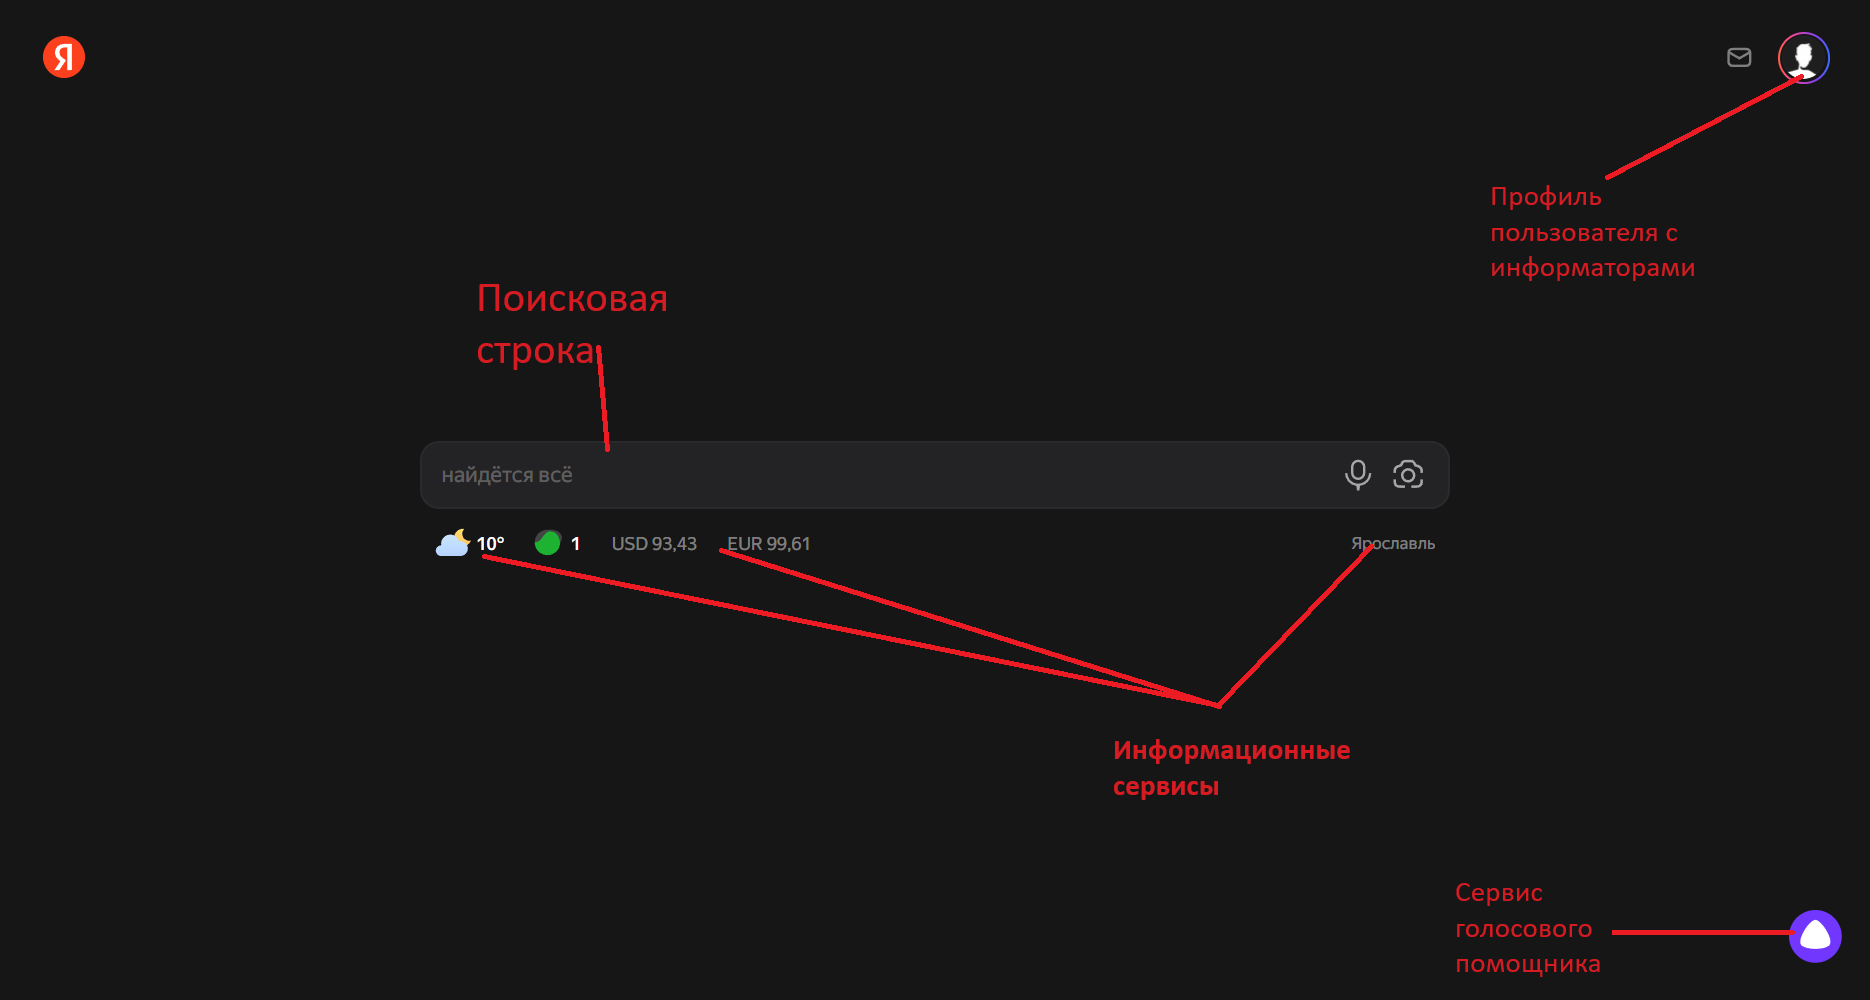 Я
Профиль
пользователя с
информаторами
Поисковая
строка
найдётся всё
10° 1 USD 93,43 EUR 99,61 Ярославль
Информационные
сервисы
Сервис
голосового
помощника